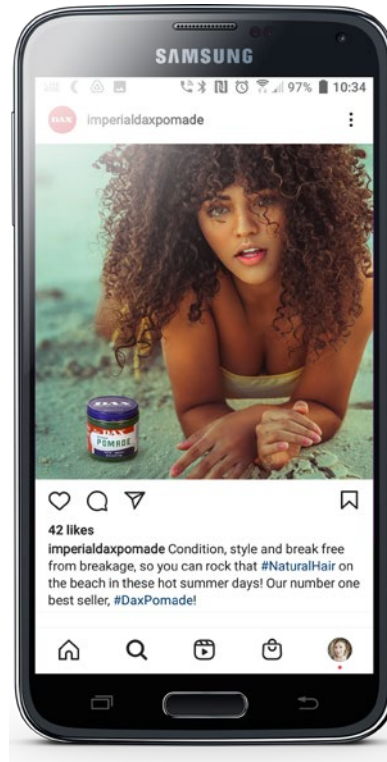 SAMSUNG
97% 10:34
DAX
imperialdaxpomade
DAX
POMADE
42 likes
imperialdaxpomade Condition, style and break free
from breakage, so you can rock that #NaturalHair on
the beach in these hot summer days! Our number one
best seller, #DaxPomade!